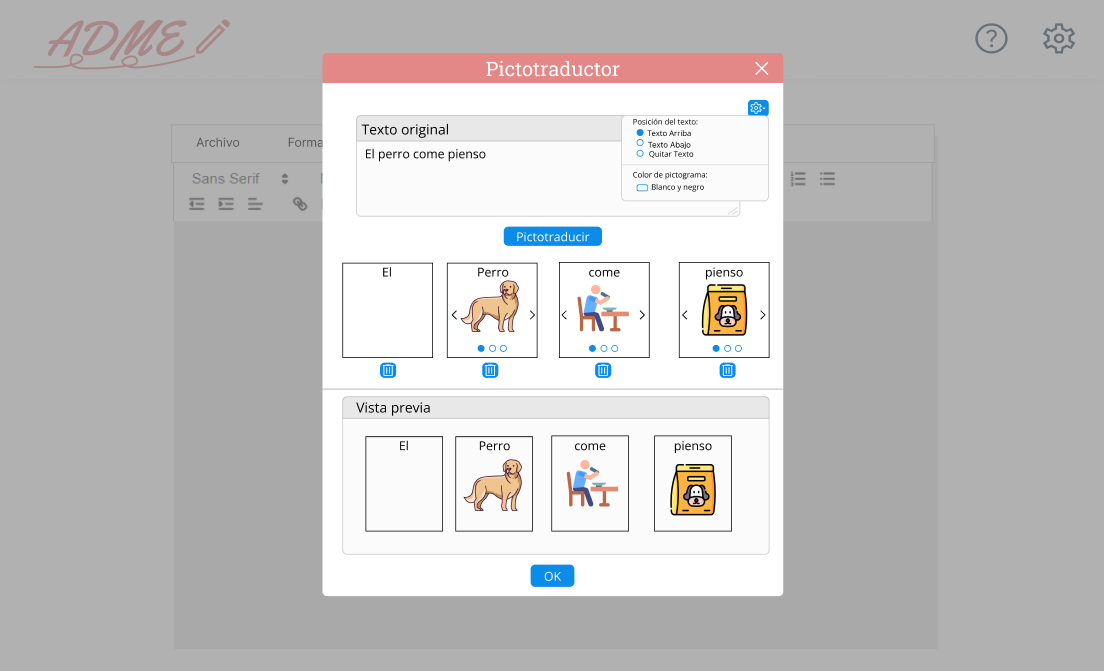 ADME
?
Pictotraductor
Archivo
Forma
Sans Serif
Texto original
El perro come pienso
Posición del texto:
Texto Arriba
Texto Abajo
Quitar Texto
Color de pictograma:
Blanco y negro
Pictotraducir
El
Perro
come
pienso
Vista previa
El
Perro
come
pienso
OK